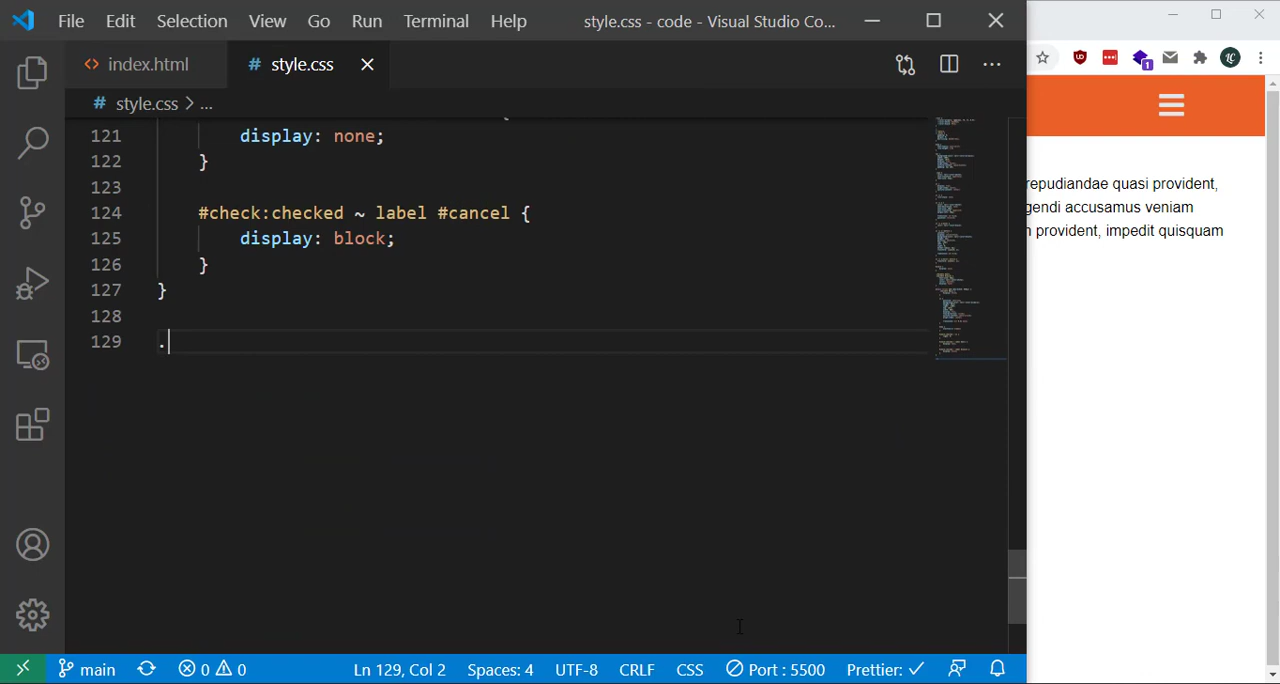 File Edit Selection View Go Run Terminal Help style.css - code - Visual Studio Co...
<> index.html # style.css
# style.css > ...
121 display: none;
122 }
123
124 #check:checked ~ label #cancel {
125 display: block;
126 }
127 }
128
129 .
repudiandae quasi provident,
gendi accusamus veniam
provident, impedit quisquam
main 0 0 Ln 129, Col 2 Spaces: 4 UTF-8 CRLF CSS Port : 5500 Prettier: ✓
1
LC